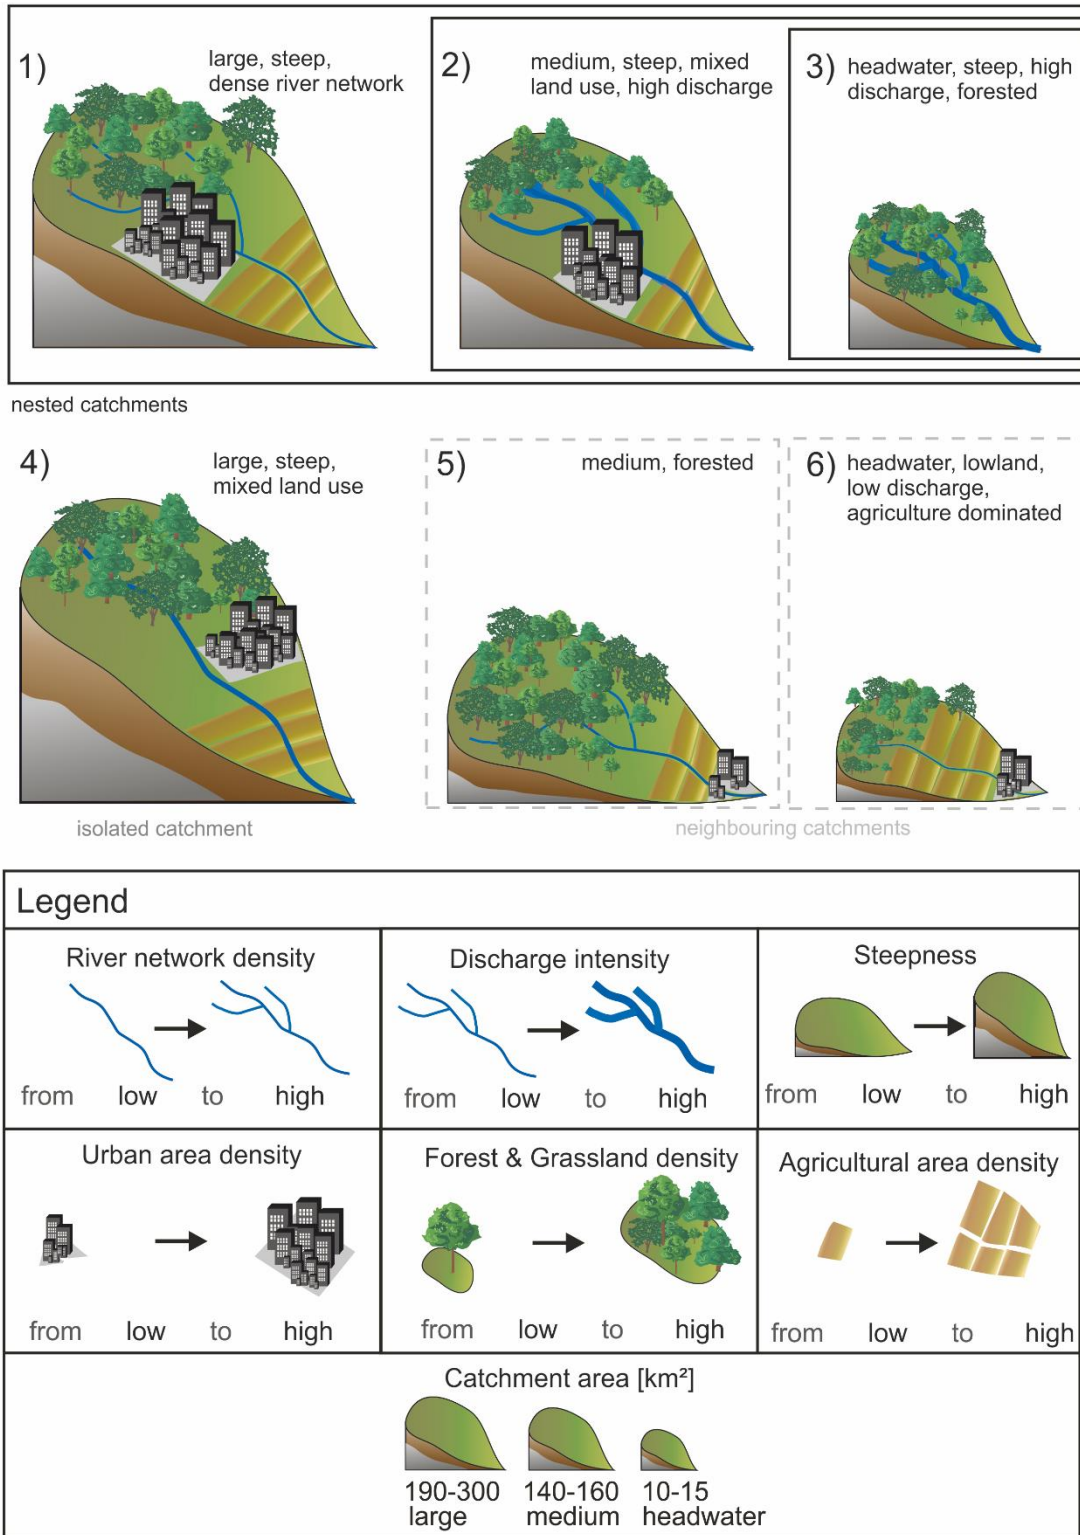 1)
large, steep,
dense river network
2)
medium, steep, mixed
land use, high discharge
3)
headwater, steep, high
discharge, forested
nested catchments
4)
large, steep,
mixed land use
5)
medium, forested
6)
headwater, lowland,
low discharge,
agriculture dominated
isolated catchment
neighbouring catchments
Legend
River network density
from low to high
Discharge intensity
from low to high
Steepness
from low to high
Urban area density
from low to high
Forest & Grassland density
from low to high
Agricultural area density
from low to high
Catchment area [km²]
190-300
large
140-160
medium
10-15
headwater